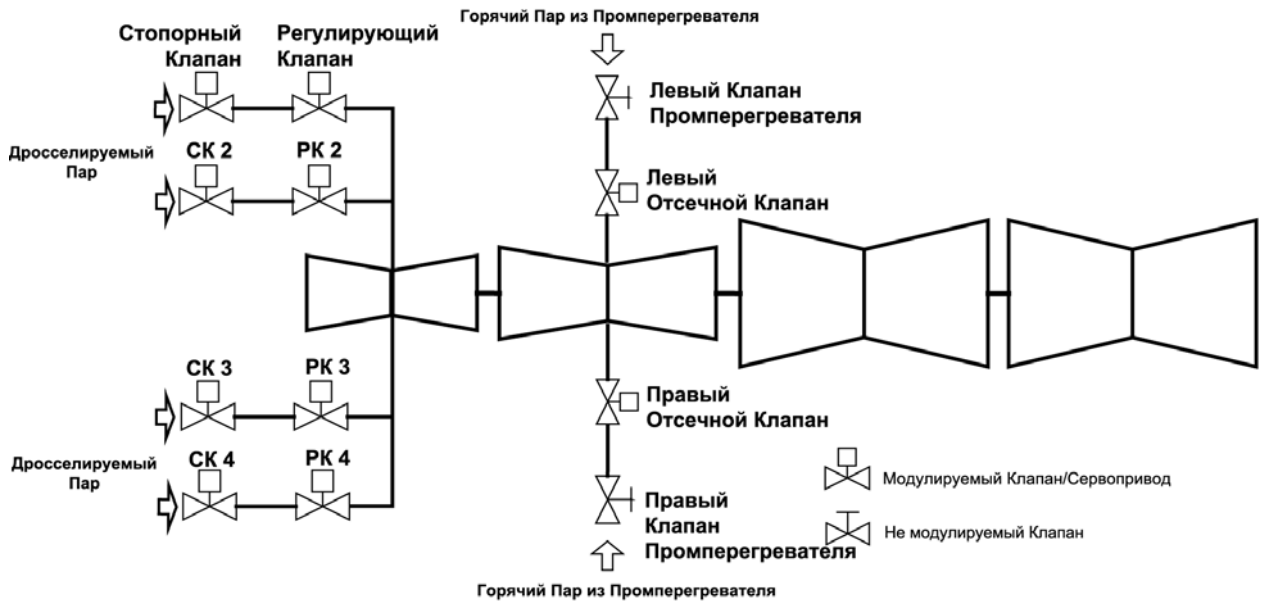 Горячий Пар из Промперегревателя
Стопорный
Клапан
Регулирующий
Клапан
Левый Клапан
Промперегревателя
Дросселируемый
Пар
СК 2
РК 2
Левый
Отсечной Клапан
СК 3
РК 3
Правый
Отсечной Клапан
Дросселируемый
Пар
СК 4
РК 4
Модулируемый Клапан/Сервопривод
Правый
Клапан
Промперегревателя
Не модулируемый Клапан
Горячий Пар из Промперегревателя